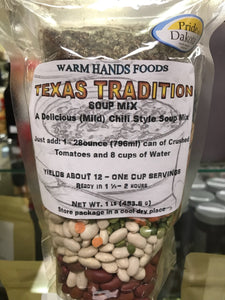 Pride
Dakota
WARM HANDS FOODS
TEXAS TRADITION
SOUP MIX
A Delicious (Mild) Chili Style Soup Mix
Just add: 1 - 28ounce (796ml) can of Crushed
Tomatoes and 8 cups of Water
YIELDS ABOUT 12 - ONE CUP SERVINGS
READY IN 1 ½ - 2 HOURS
NET WT. 1 LB (453.6 g)
Store package in a cool dry place